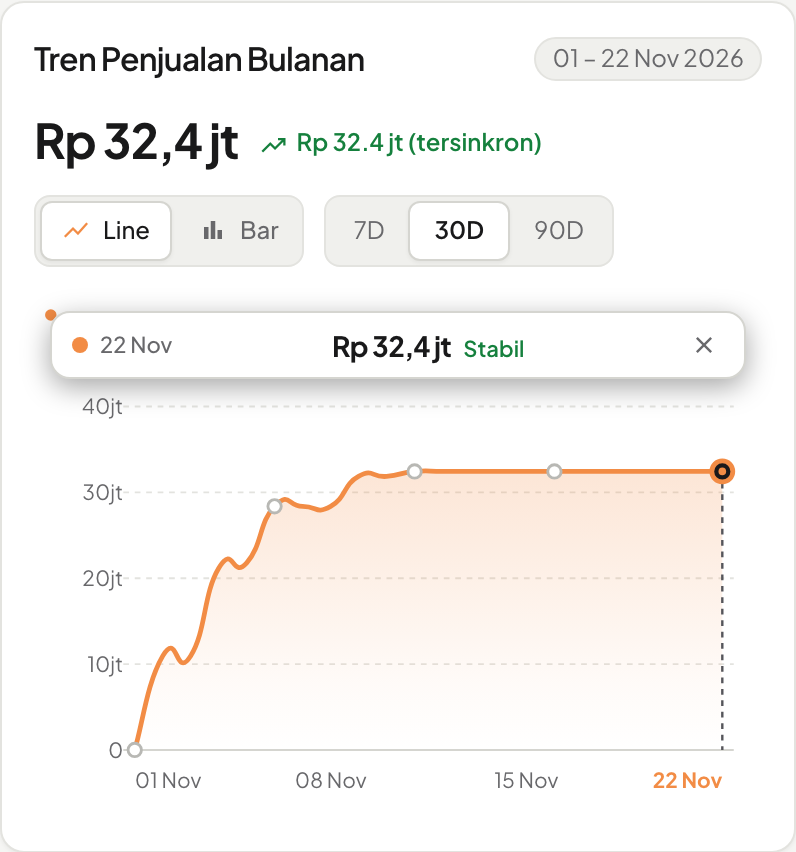 Tren Penjualan Bulanan
01 – 22 Nov 2026
Rp 32,4 jt
Rp 32.4 jt (tersinkron)
Line
Bar
7D
30D
90D
22 Nov
Rp 32,4 jt Stabil
40jt
30jt
20jt
10jt
0
01 Nov
08 Nov
15 Nov
22 Nov